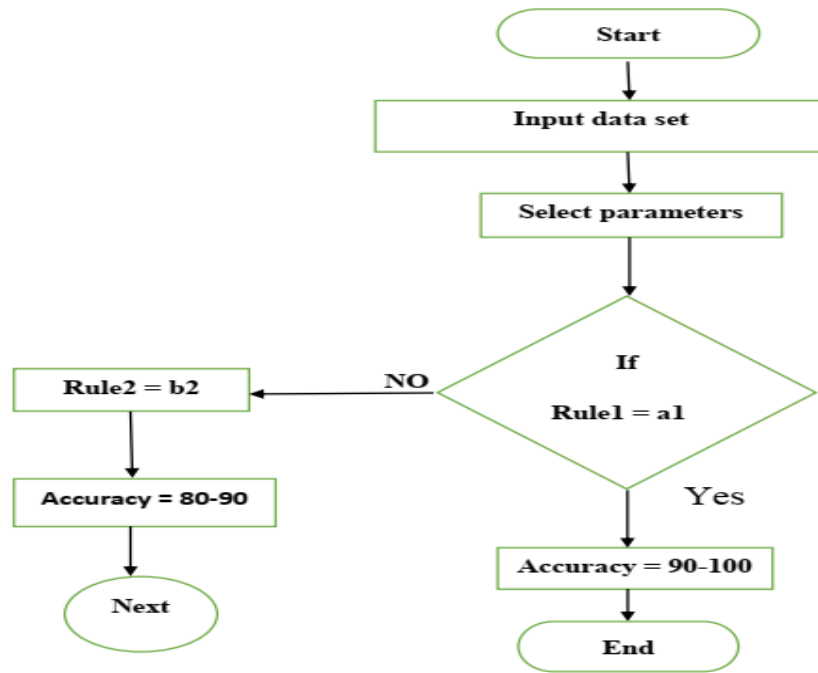 Start
Input data set
Select parameters
If
Rule1 = a1
NO
Rule2 = b2
Accuracy = 80-90
Next
Yes
Accuracy = 90-100
End